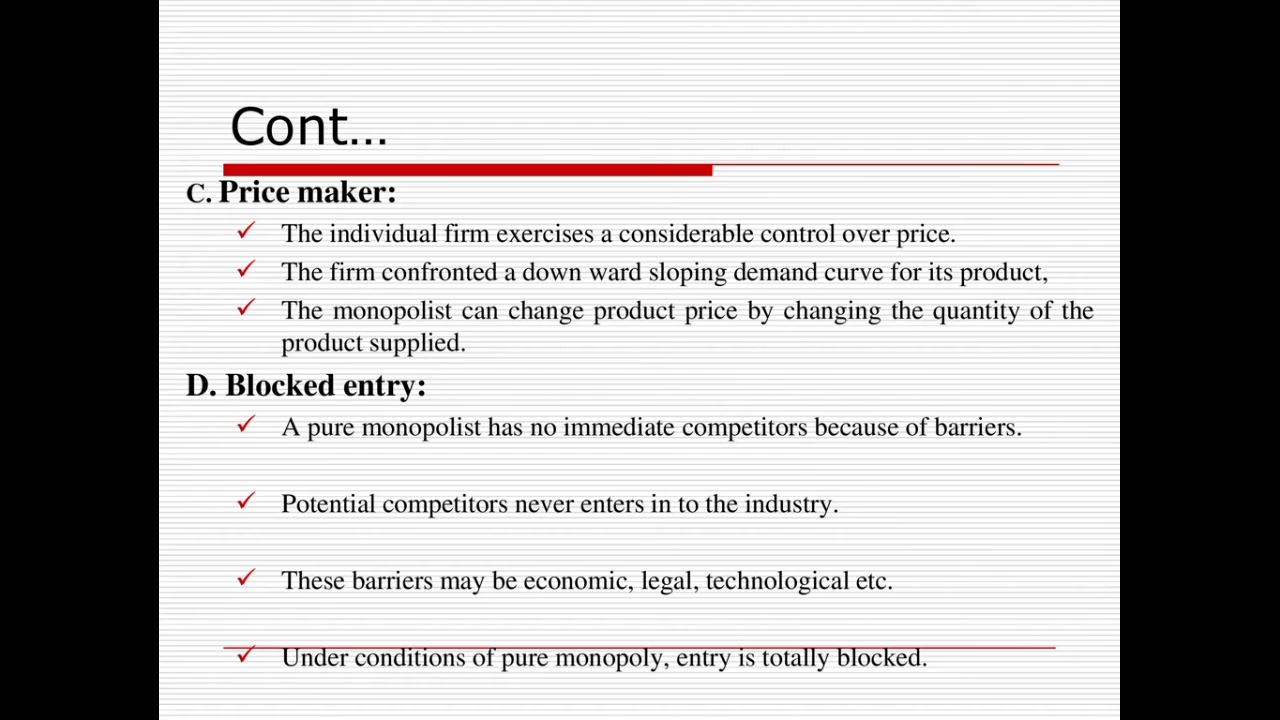 Cont…
C. Price maker:
✓ The individual firm exercises a considerable control over price.
✓ The firm confronted a down ward sloping demand curve for its product,
✓ The monopolist can change product price by changing the quantity of the
product supplied.
D. Blocked entry:
✓ A pure monopolist has no immediate competitors because of barriers.
✓ Potential competitors never enters in to the industry.
✓ These barriers may be economic, legal, technological etc.
✓ Under conditions of pure monopoly, entry is totally blocked.